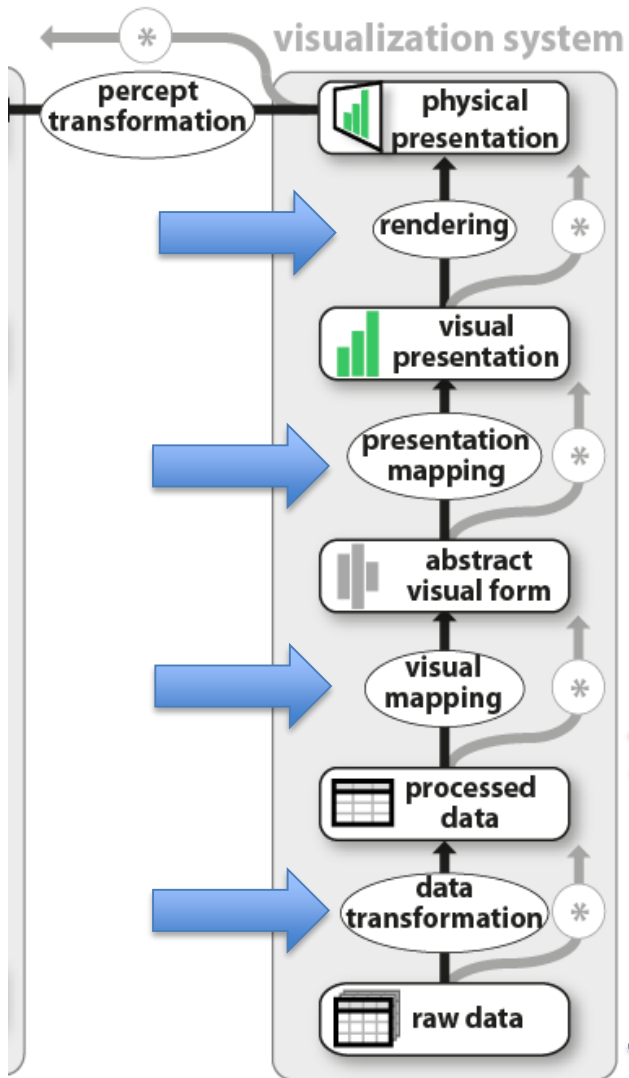 *
visualization system
percept
transformation
physical
presentation
rendering
*
visual
presentation
presentation
mapping
*
abstract
visual form
visual
mapping
*
processed
data
data
transformation
*
raw data